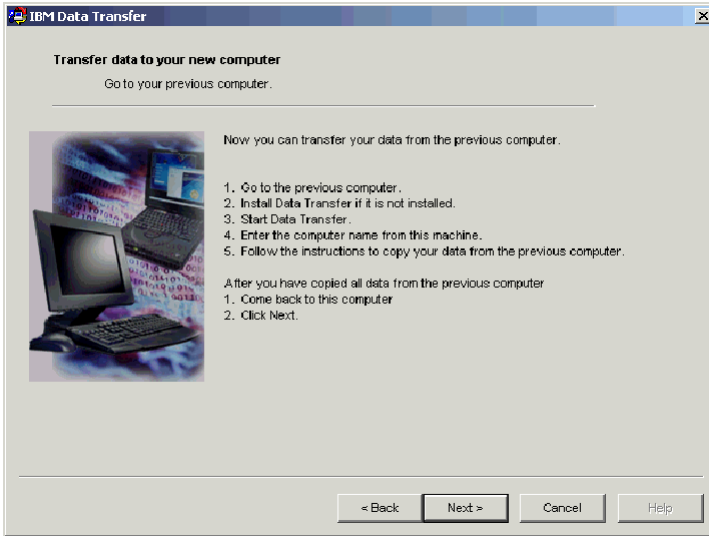 IBM Data Transfer
Transfer data to your new computer
Go to your previous computer.
Now you can transfer your data from the previous computer.
1. Go to the previous computer.
2. Install Data Transfer if it is not installed.
3. Start Data Transfer.
4. Enter the computer name from this machine.
5. Follow the instructions to copy your data from the previous computer.
After you have copied all data from the previous computer
1. Come back to this computer
2. Click Next.
< Back
Next >
Cancel
Help